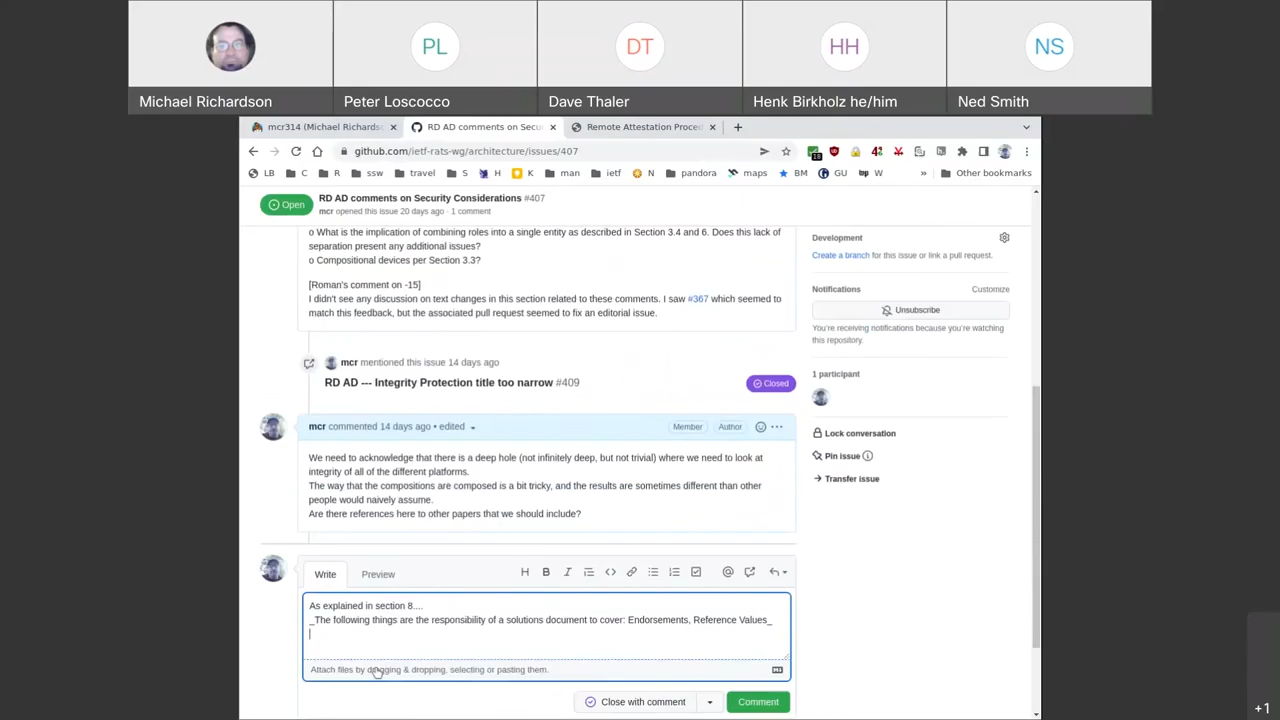 PL
DT
HH
NS
Michael Richardson
Peter Loscocco
Dave Thaler
Henk Birkholz he/him
Ned Smith
mcr314 (Michael Richards
RD AD comments on Secu
Remote Attestation Proced
github.com/ietf-rats-wg/architecture/issues/407
LB
C
R
ssw
travel
S
H
K
man
ietf
N
pandora
maps
BM
GU
W
»
Other bookmarks
Open
RD AD comments on Security Considerations #407
mcr opened this issue 20 days ago · 1 comment
o What is the implication of combining roles into a single entity as described in Section 3.4 and 6. Does this lack of
separation present any additional issues?
o Compositional devices per Section 3.3?
[Roman's comment on -15]
I didn't see any discussion on text changes in this section related to these comments. I saw #367 which seemed to
match this feedback, but the associated pull request seemed to fix an editorial issue.
mcr mentioned this issue 14 days ago
RD AD --- Integrity Protection title too narrow #409
Closed
mcr commented 14 days ago • edited
Member
Author
We need to acknowledge that there is a deep hole (not infinitely deep, but not trivial) where we need to look at
integrity of all of the different platforms.
The way that the compositions are composed is a bit tricky, and the results are sometimes different than other
people would naively assume.
Are there references here to other papers that we should include?
Write
Preview
As explained in section 8....
_The following things are the responsibility of a solutions document to cover: Endorsements, Reference Values_
Attach files by dragging & dropping, selecting or pasting them.
Close with comment
Comment
Development
Create a branch for this issue or link a pull request.
Notifications
Customize
Unsubscribe
You're receiving notifications because you're watching
this repository.
1 participant
Lock conversation
Pin issue
Transfer issue
+1